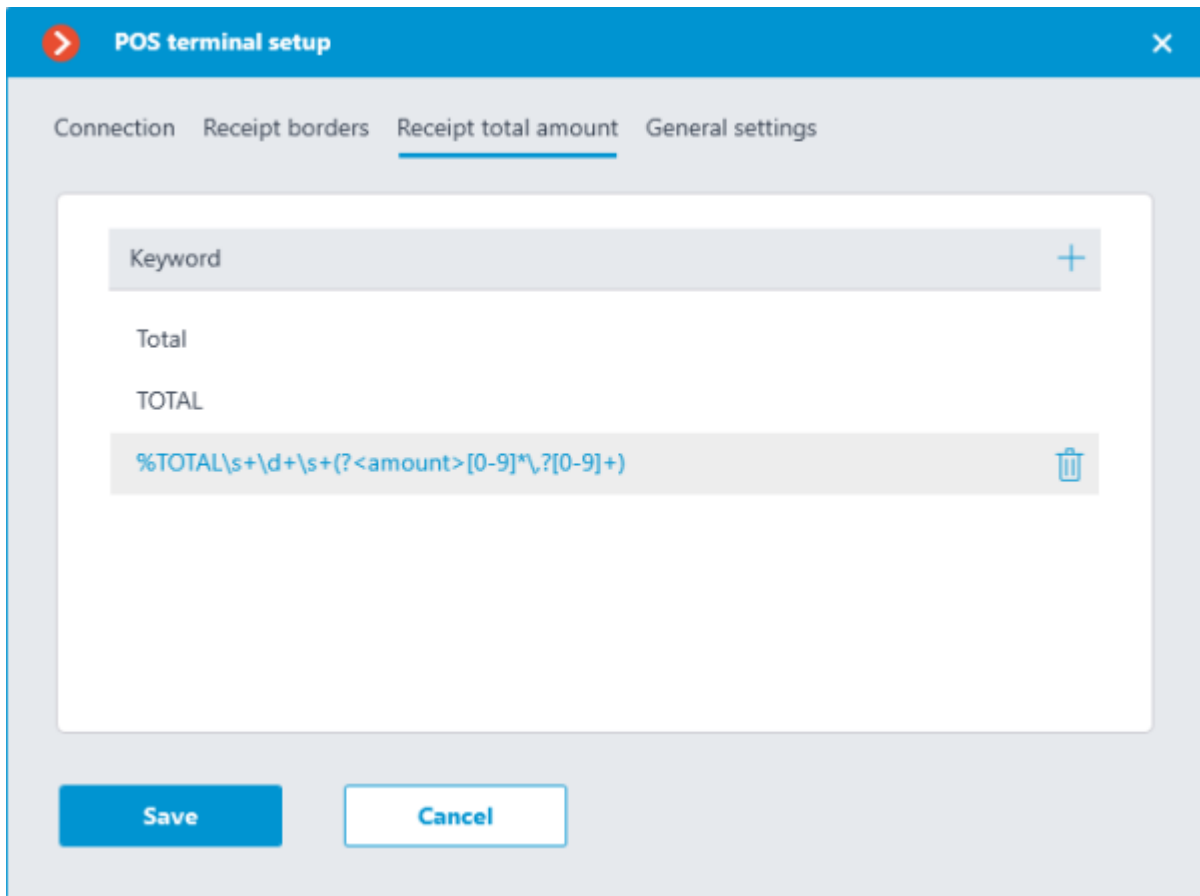 POS terminal setup
Connection Receipt borders Receipt total amount General settings
Keyword
Total
TOTAL
%TOTAL\s+\d+\s+(?<amount>[0-9]*\,?[0-9]+)
Save Cancel